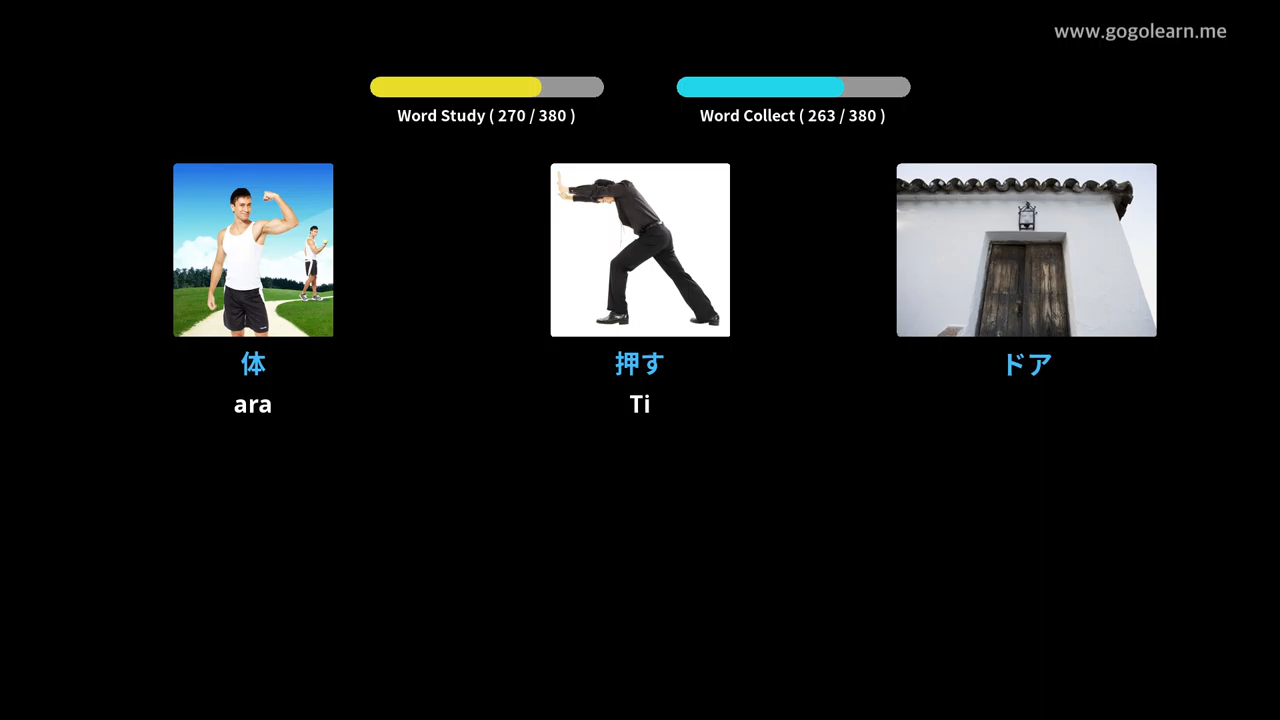 www.gogolearn.me
Word Study ( 270 / 380 )
Word Collect ( 263 / 380 )
体
押す
ドア
ara
Ti